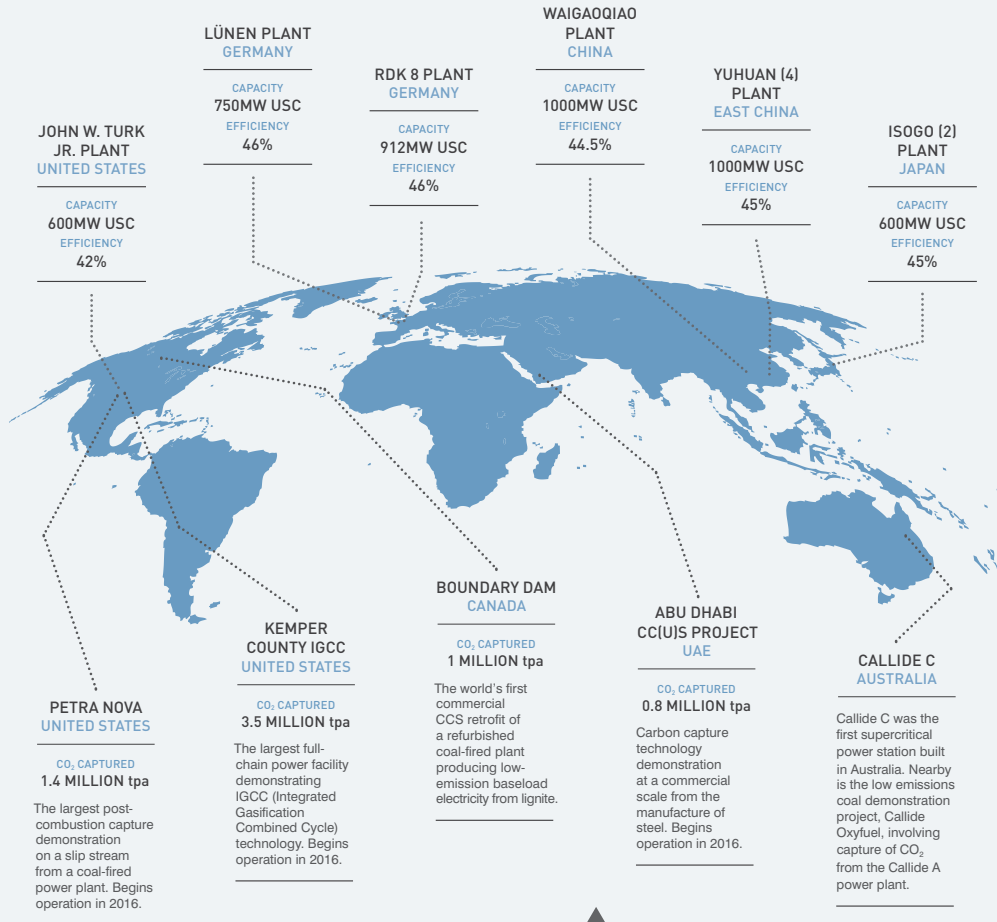 JOHN W. TURK
JR. PLANT
UNITED STATES
CAPACITY
600MW USC
EFFICIENCY
42%
LÜNEN PLANT
GERMANY
CAPACITY
750MW USC
EFFICIENCY
46%
RDK 8 PLANT
GERMANY
CAPACITY
912MW USC
EFFICIENCY
46%
WAIGAOQIAO
PLANT
CHINA
CAPACITY
1000MW USC
EFFICIENCY
44.5%
YUHUAN (4)
PLANT
EAST CHINA
CAPACITY
1000MW USC
EFFICIENCY
45%
ISOGO (2)
PLANT
JAPAN
CAPACITY
600MW USC
EFFICIENCY
45%
PETRA NOVA
UNITED STATES
CO₂ CAPTURED
1.4 MILLION tpa
The largest post-
combustion capture
demonstration
on a slip stream
from a coal-fired
power plant. Begins
operation in 2016.
KEMPER
COUNTY IGCC
UNITED STATES
CO₂ CAPTURED
3.5 MILLION tpa
The largest full-
chain power facility
demonstrating
IGCC (Integrated
Gasification
Combined Cycle)
technology. Begins
operation in 2016.
BOUNDARY DAM
CANADA
CO₂ CAPTURED
1 MILLION tpa
The world's first
commercial
CCS retrofit of
a refurbished
coal-fired plant
producing low-
emission baseload
electricity from lignite.
ABU DHABI
CC(U)S PROJECT
UAE
CO₂ CAPTURED
0.8 MILLION tpa
Carbon capture
technology
demonstration
at a commercial
scale from the
manufacture of
steel. Begins
operation in 2016.
CALLIDE C
AUSTRALIA
Callide C was the
first supercritical
power station built
in Australia. Nearby
is the low emissions
coal demonstration
project, Callide
Oxyfuel, involving
capture of CO₂
from the Callide A
power plant.